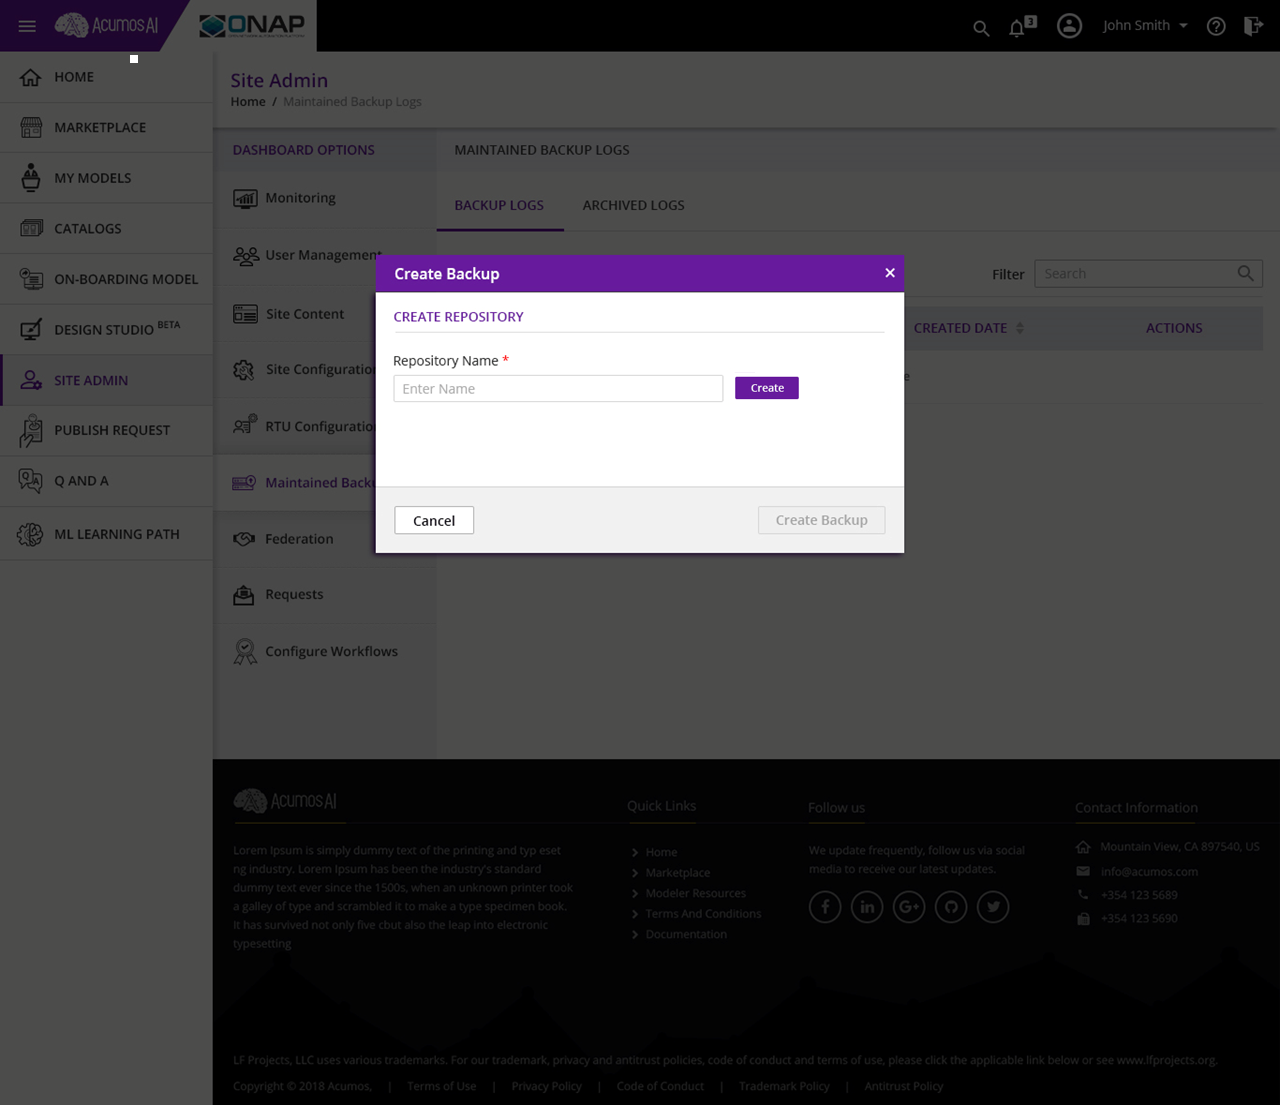 Acumos AI
ONAP
3
John Smith
HOME
MARKETPLACE
MY MODELS
CATALOGS
ON-BOARDING MODEL
DESIGN STUDIO BETA
SITE ADMIN
PUBLISH REQUEST
Q AND A
ML LEARNING PATH
Site Admin
Home / Maintained Backup Logs
DASHBOARD OPTIONS
Monitoring
User Management
Site Content
Site Configuratio
RTU Configuratio
Maintained Back
Federation
Requests
Configure Workflows
MAINTAINED BACKUP LOGS
BACKUP LOGS
ARCHIVED LOGS
Filter
Search
CREATED DATE
ACTIONS
e
Create Backup
×
CREATE REPOSITORY
Repository Name *
Enter Name
Create
Cancel
Create Backup
Acumos AI
Lorem Ipsum is simply dummy text of the printing and typ eset
ng industry. Lorem Ipsum has been the industry's standard
dummy text ever since the 1500s, when an unknown printer took
a galley of type and scrambled it to make a type specimen book.
It has survived not only five cbut also the leap into electronic
typesetting
Quick Links
Home
Marketplace
Modeler Resources
Terms And Conditions
Documentation
Follow us
We update frequently, follow us via social
media to receive our latest updates.
Contact Information
Mountain View, CA 897540, US
info@acumos.com
+354 123 5689
+354 123 5690
LF Projects, LLC uses various trademarks. For our trademark, privacy and antitrust policies, code of conduct and terms of use, please click the applicable link below or see www.lfprojects.org.
Copyright © 2018 Acumos, | Terms of Use | Privacy Policy | Code of Conduct | Trademark Policy | Antitrust Policy